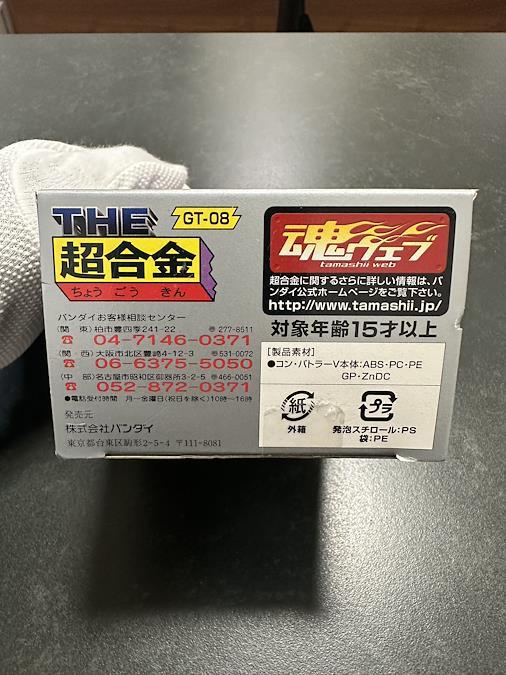 THE
GT-08
超合金
ちょう ごう きん
バンダイお客様相談センター
(関 東)柏市豊四季241-22 〠277-8511
☎04-7146-0371
(関 西)大阪市北区豊崎4-12-3 〠531-0072
☎06-6375-5050
(中 部)名古屋市昭和区御器所3-2-5 〠466-0051
☎052-872-0371
●電話受付時間 月~金曜日(祝日を除く)10時~16時
発売元
株式会社バンダイ
東京都台東区駒形2-5-4 〒111-8081
魂ウェブ
tamashii web
超合金に関するさらに詳しい情報は、バ
ンダイ公式ホームページをご覧下さい。
http://www.tamashii.jp/
対象年齢15才以上
[製品素材]
●コン・バトラーV本体:ABS・PC・PE
GP・ZnDC
紙
外箱
プラ
発泡スチロール:PS
袋:PE